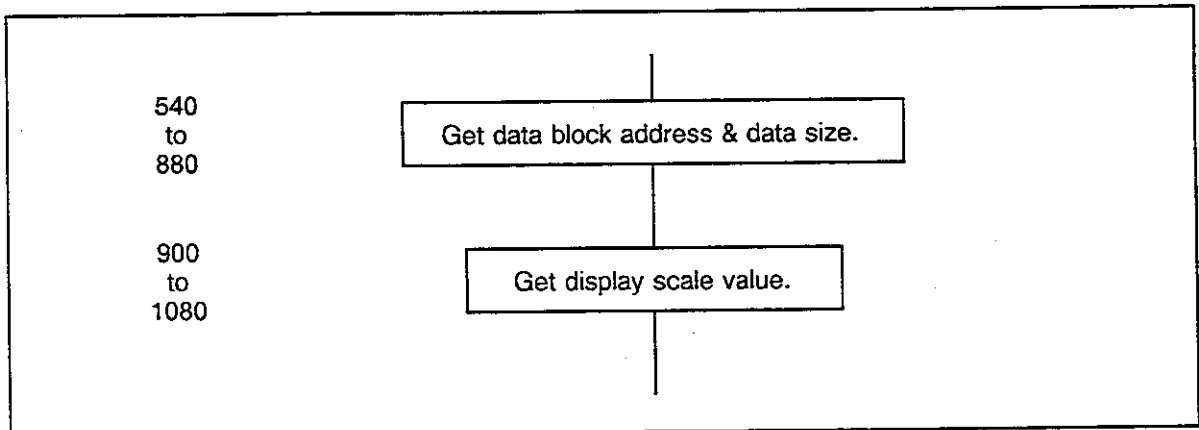 540
to
880
Get data block address & data size.
900
to
1080
Get display scale value.